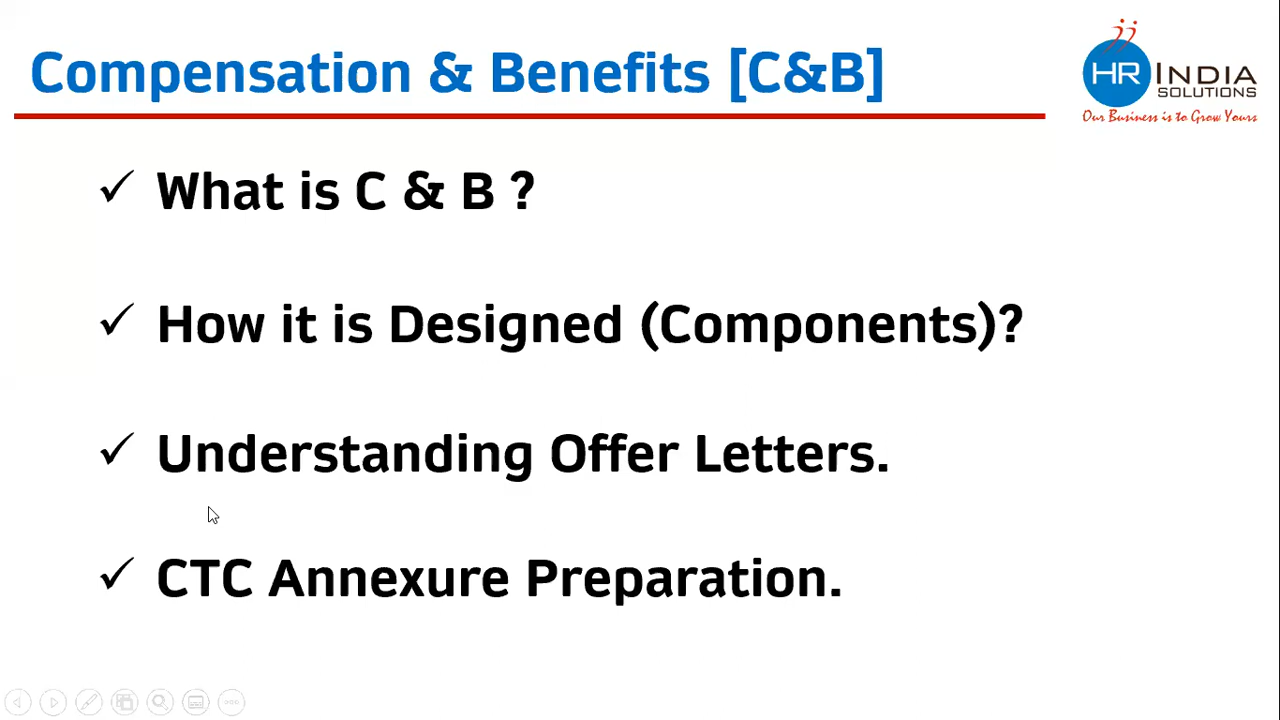 Compensation & Benefits [C&B]
HR INDIA
SOLUTIONS
Our Business is to Grow Yours
✓ What is C & B ?
✓ How it is Designed (Components)?
✓ Understanding Offer Letters.
✓ CTC Annexure Preparation.